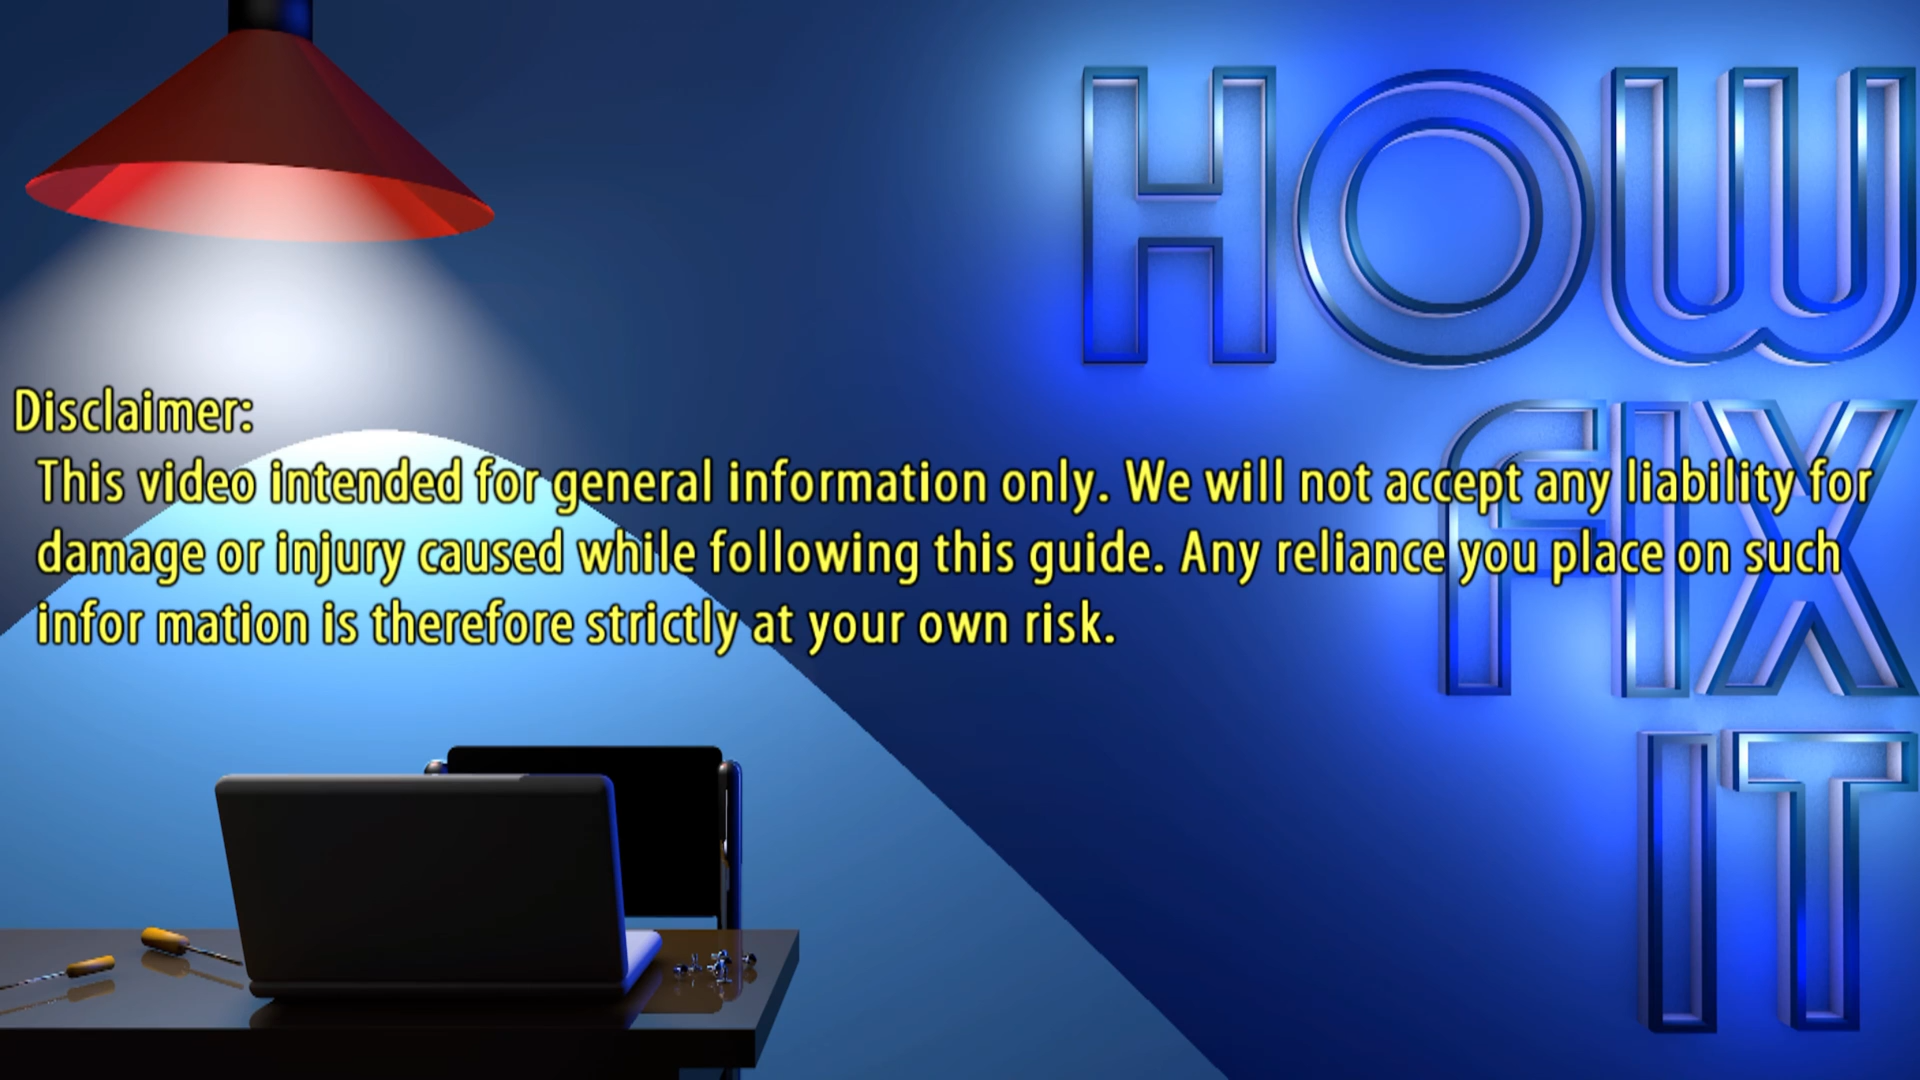 HOW
FIX
IT
Disclaimer:
This video intended for general information only. We will not accept any liability for
damage or injury caused while following this guide. Any reliance you place on such
infor mation is therefore strictly at your own risk.